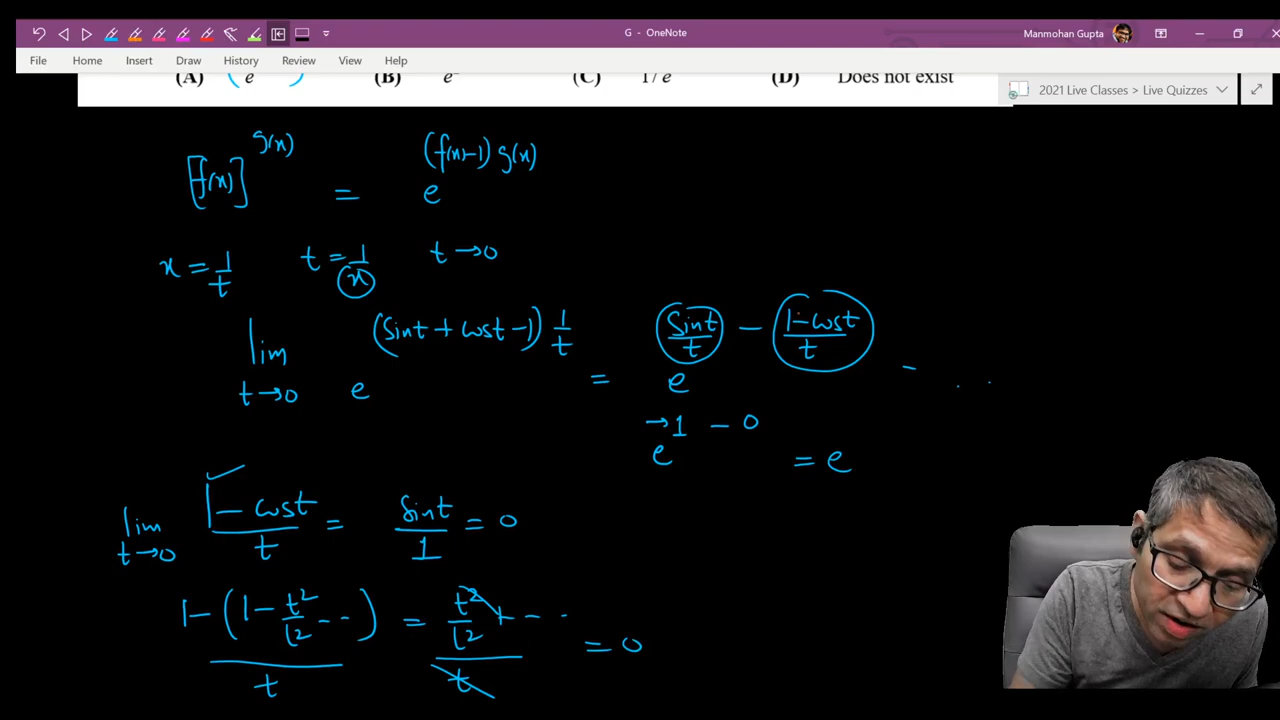 G - OneNote
Manmohan Gupta
File Home Insert Draw History Review View Help
2021 Live Classes > Live Quizzes
(A) e (B) e (C) 1/e (D) Does not exist
[f(x)]^g(x) = e^(f(x)-1) g(x)
x = 1/t t = 1/x t → 0
lim t→0 e^(sint + cost - 1) 1/t = e^sint/t - 1-cost/t - ...
e^→1 - 0 = e
lim t→0 1 - cost/t = sint/1 = 0
1 - (1 - t²/L2 - -)/t = t²/L2 + - -/t = 0